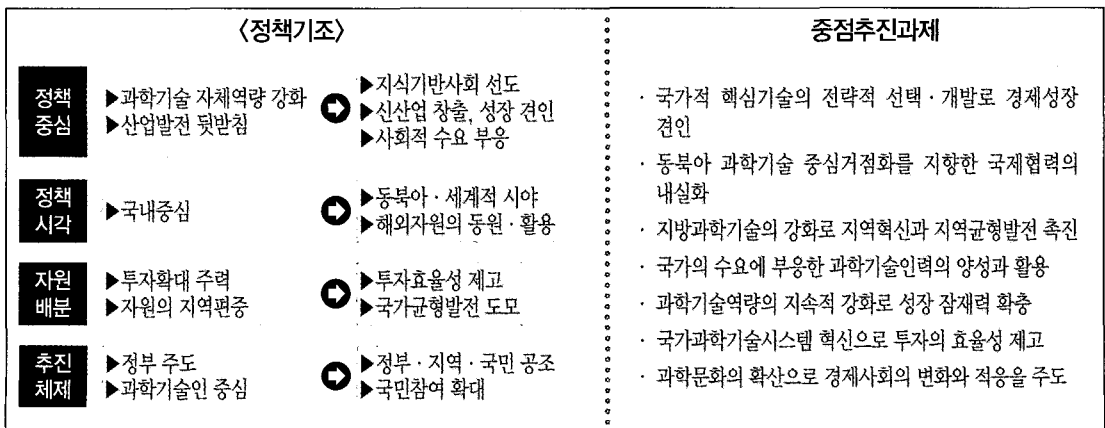 〈정책기조〉
정책
중심
▶과학기술 자체역량 강화
▶산업발전 뒷받침
▶지식기반사회 선도
▶신산업 창출, 성장 견인
▶사회적 수요 부응
정책
시각
▶국내중심
▶동북아 · 세계적 시야
▶해외자원의 동원 · 활용
자원
배분
▶투자확대 주력
▶자원의 지역편중
▶투자효율성 제고
▶국가균형발전 도모
추진
체제
▶정부 주도
▶과학기술인 중심
▶정부 · 지역 · 국민 공조
▶국민참여 확대
중점추진과제
· 국가적 핵심기술의 전략적 선택 · 개발로 경제성장
견인
· 동북아 과학기술 중심거점화를 지향한 국제협력의
내실화
· 지방과학기술의 강화로 지역혁신과 지역균형발전 촉진
· 국가의 수요에 부응한 과학기술인력의 양성과 활용
· 과학기술역량의 지속적 강화로 성장 잠재력 확충
· 국가과학기술시스템 혁신으로 투자의 효율성 제고
· 과학문화의 확산으로 경제사회의 변화와 적응을 주도